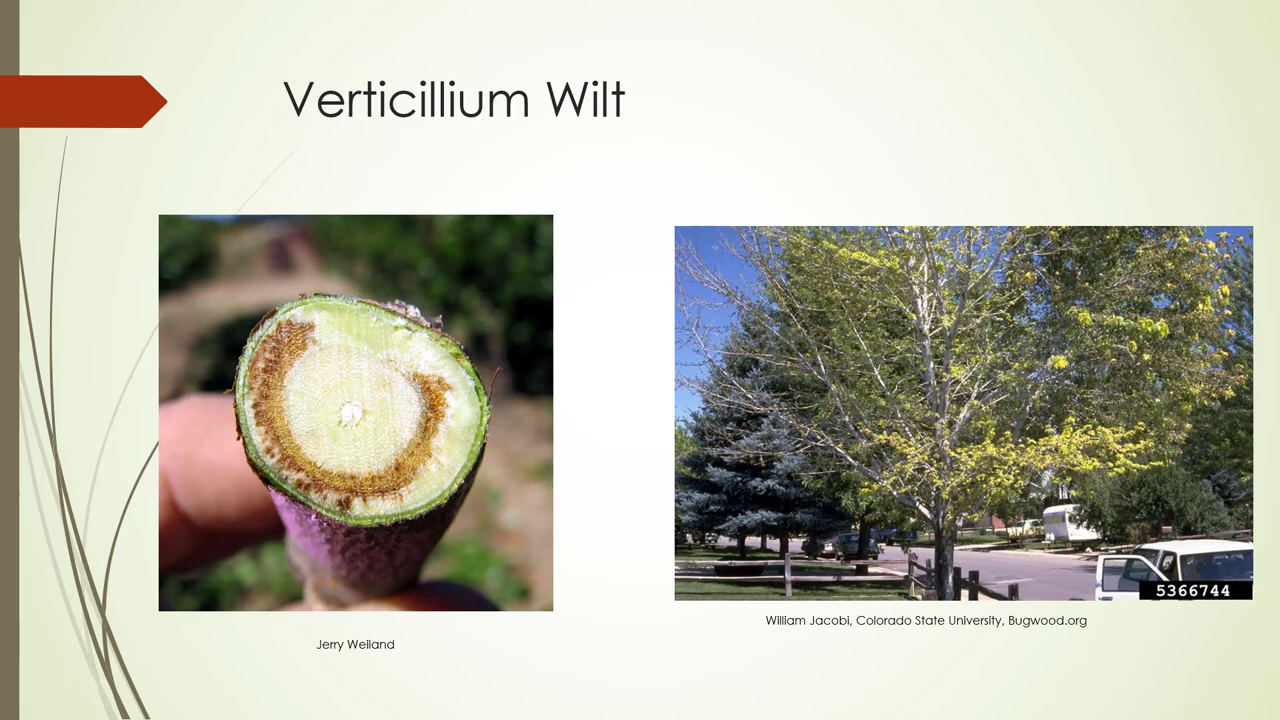 Verticillium Wilt
5366744
William Jacobi, Colorado State University, Bugwood.org
Jerry Weiland